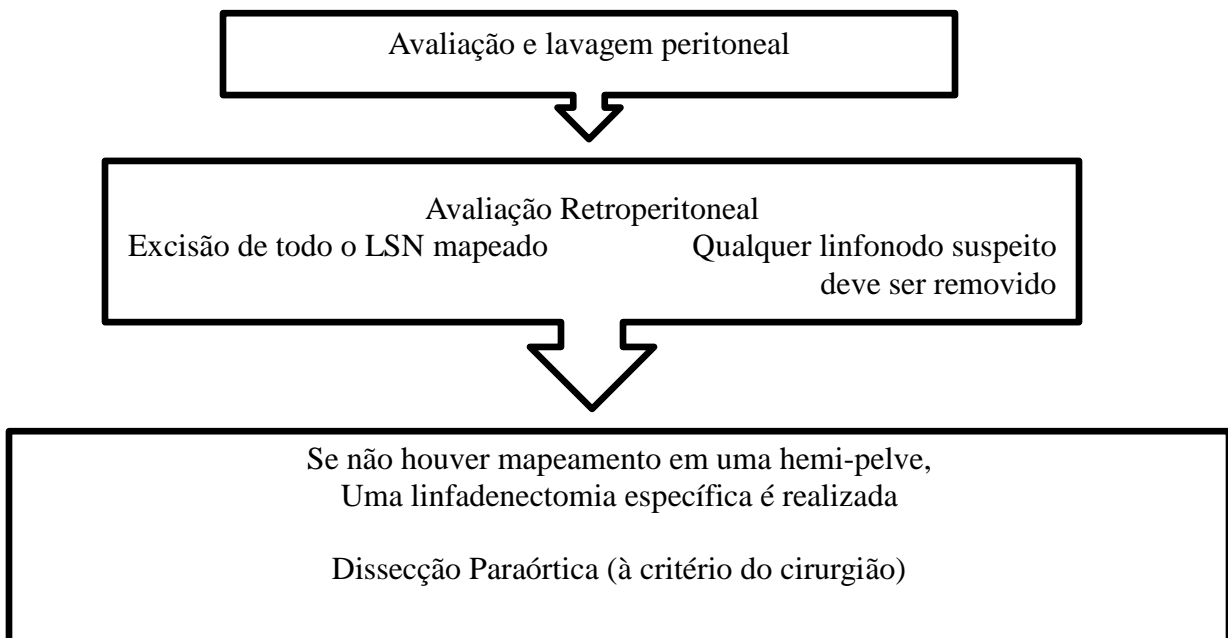 Avaliação e lavagem peritoneal
Avaliação Retroperitoneal
Excisão de todo o LSN mapeado
Qualquer linfonodo suspeito
deve ser removido
Se não houver mapeamento em uma hemi-pelve,
Uma linfadenectomia específica é realizada
Dissecção Paraórtica (à critério do cirurgião)